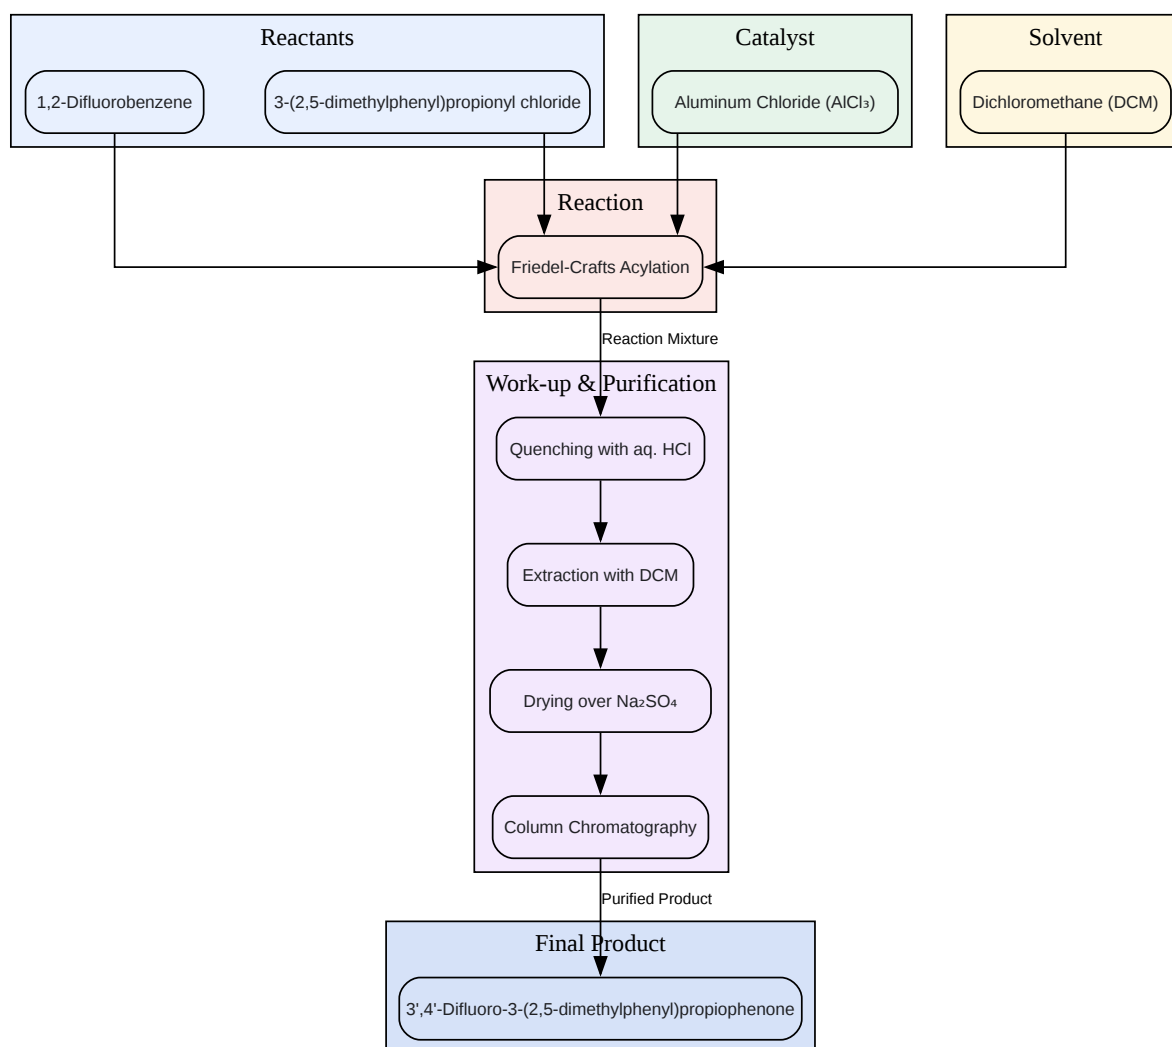 Reactants
Catalyst
Solvent
1,2-Difluorobenzene
3-(2,5-dimethylphenyl)propionyl chloride
Aluminum Chloride (AlCl₃)
Dichloromethane (DCM)
Reaction
Friedel-Crafts Acylation
Reaction Mixture
Work-up & Purification
Quenching with aq. HCl
Extraction with DCM
Drying over Na₂SO₄
Column Chromatography
Purified Product
Final Product
3',4'-Difluoro-3-(2,5-dimethylphenyl)propiophenone